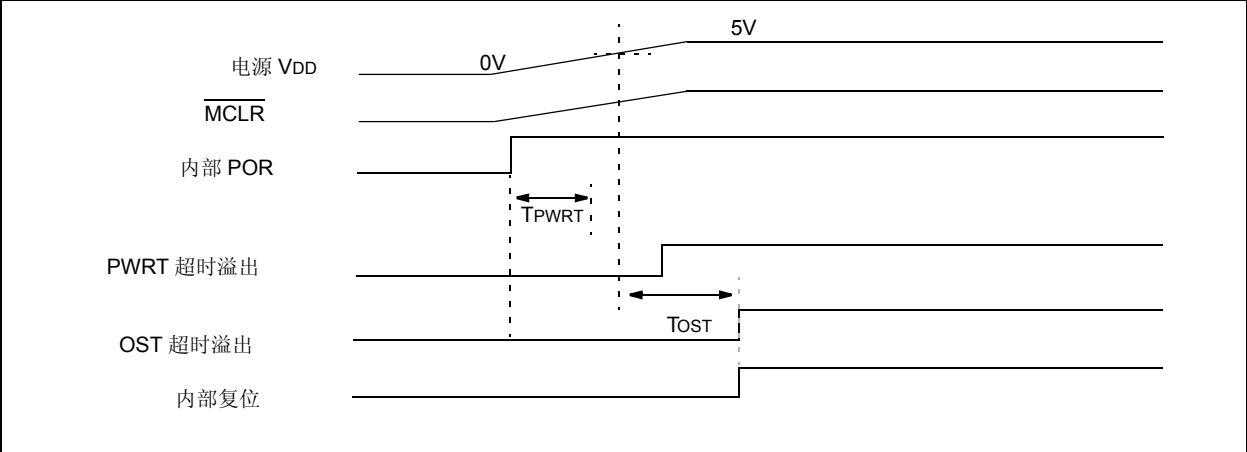 5V
0V
电源 VDD
MCLR
内部 POR
TPWRT
PWRT 超时溢出
TOST
OST 超时溢出
内部复位